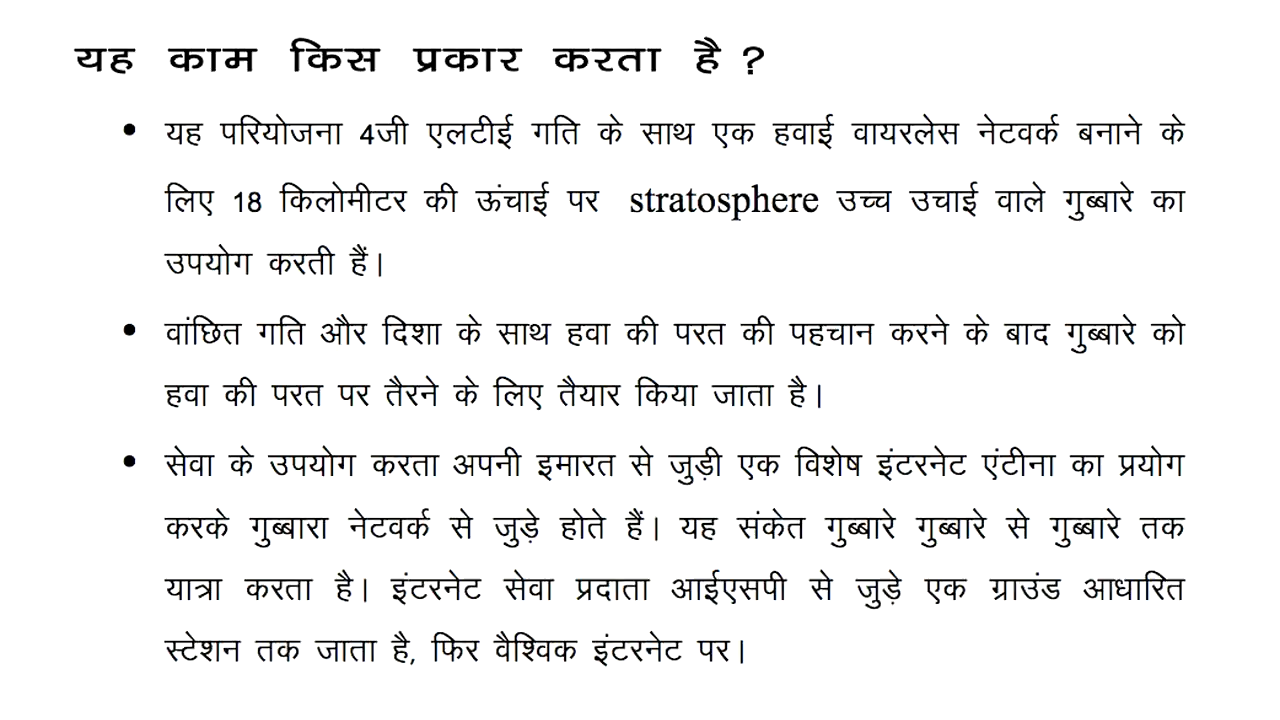 यह काम किस प्रकार करता है ?
• यह परियोजना 4जी एलटीई गति के साथ एक हवाई वायरलेस नेटवर्क बनाने के
लिए 18 किलोमीटर की ऊंचाई पर stratosphere उच्च उचाई वाले गुब्बारे का
उपयोग करती हैं।
• वांछित गति और दिशा के साथ हवा की परत की पहचान करने के बाद गुब्बारे को
हवा की परत पर तैरने के लिए तैयार किया जाता है।
• सेवा के उपयोग करता अपनी इमारत से जुड़ी एक विशेष इंटरनेट एंटीना का प्रयोग
करके गुब्बारा नेटवर्क से जुड़े होते हैं। यह संकेत गुब्बारे गुब्बारे से गुब्बारे तक
यात्रा करता है। इंटरनेट सेवा प्रदाता आईएसपी से जुड़े एक ग्राउंड आधारित
स्टेशन तक जाता है, फिर वैश्विक इंटरनेट पर।